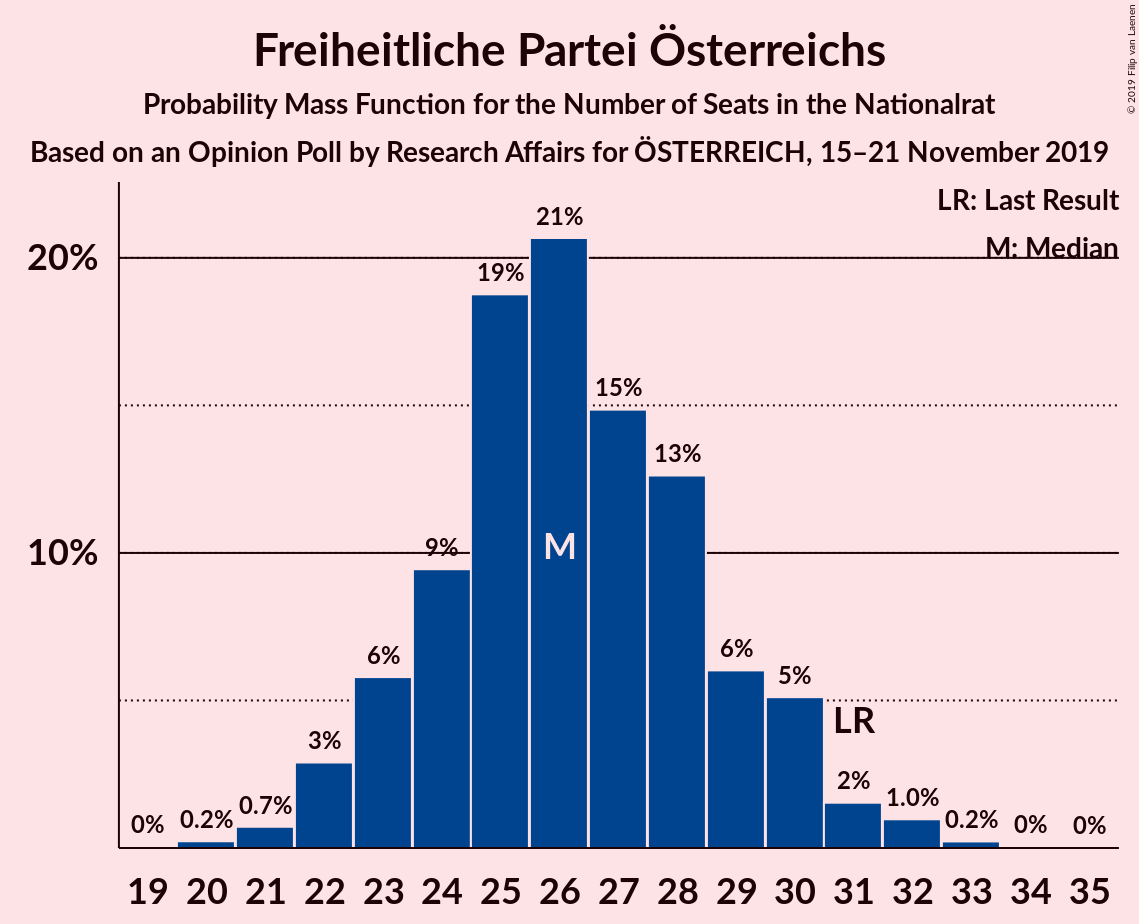 Freiheitliche Partei Österreichs
Probability Mass Function for the Number of Seats in the Nationalrat
Based on an Opinion Poll by Research Affairs for ÖSTERREICH, 15–21 November 2019
© 2019 Filip van Laenen
LR: Last Result
M: Median
20%
10%
0%
0.2%
0.7%
3%
6%
9%
19%
21%
15%
13%
6%
5%
2%
1.0%
0.2%
0%
0%
M
LR
19 20 21 22 23 24 25 26 27 28 29 30 31 32 33 34 35